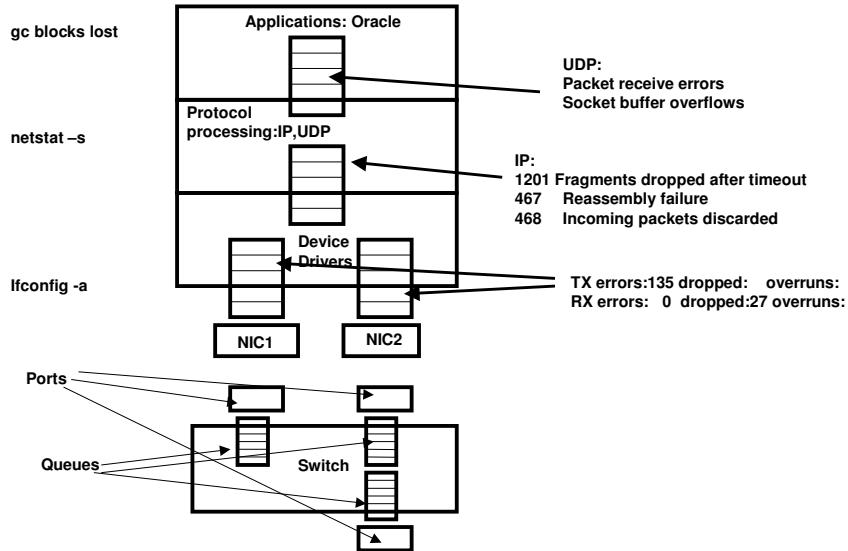 gc blocks lost
Applications: Oracle
UDP:
Packet receive errors
Socket buffer overflows
netstat –s
Protocol
processing:IP,UDP
IP:
1201 Fragments dropped after timeout
467 Reassembly failure
468 Incoming packets discarded
Device
Drivers
Ifconfig -a
TX errors:135 dropped: overruns:
RX errors: 0 dropped:27 overruns:
NIC1
NIC2
Ports
Queues
Switch